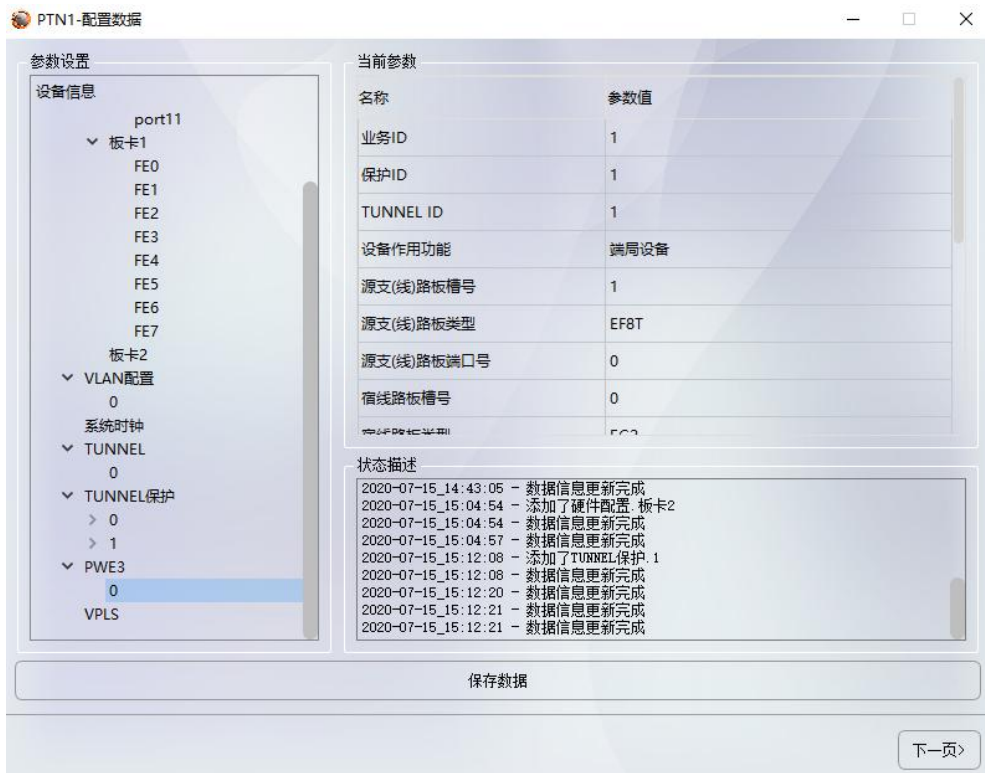 PTN1-配置数据
参数设置
设备信息
port11
板卡1
FE0
FE1
FE2
FE3
FE4
FE5
FE6
FE7
板卡2
VLAN配置
0
系统时钟
TUNNEL
0
TUNNEL保护
0
1
PWE3
0
VPLS
当前参数
名称 参数值
业务ID 1
保护ID 1
TUNNEL ID 1
设备作用功能 端局设备
源支(线)路板槽号 1
源支(线)路板类型 EF8T
源支(线)路板端口号 0
宿线路板槽号 0
宿线路板类型
状态描述
2020-07-15_14:43:05 - 数据信息更新完成
2020-07-15_15:04:54 - 添加了硬件配置.板卡2
2020-07-15_15:04:54 - 数据信息更新完成
2020-07-15_15:04:57 - 数据信息更新完成
2020-07-15_15:12:08 - 添加了TUNNEL保护.1
2020-07-15_15:12:08 - 数据信息更新完成
2020-07-15_15:12:20 - 数据信息更新完成
2020-07-15_15:12:21 - 数据信息更新完成
2020-07-15_15:12:21 - 数据信息更新完成
保存数据
下一页>